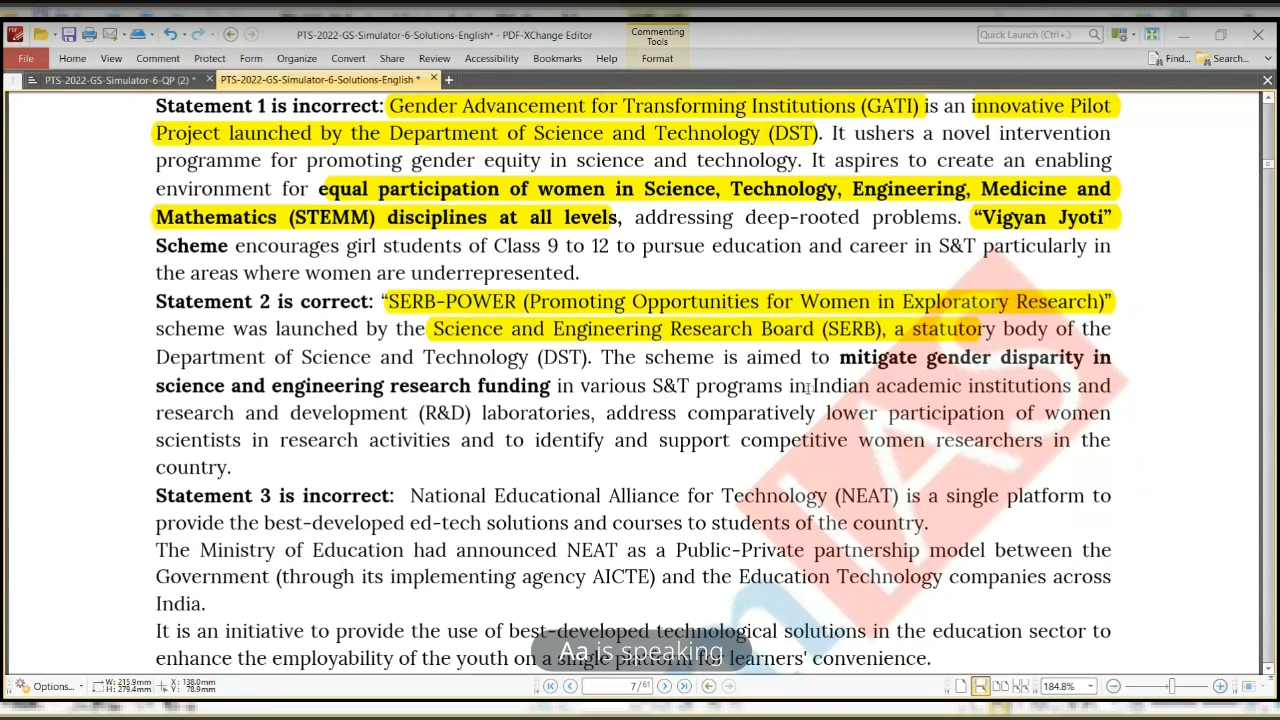 PTS-2022-GS-Simulator-6-Solutions-English* - PDF-XChange Editor
Commenting Tools
Quick Launch (Ctrl+.)
File Home View Comment Protect Form Organize Convert Share Review Accessibility Bookmarks Help Format Find... Search...
PTS-2022-GS-Simulator-6-QP (2) * PTS-2022-GS-Simulator-6-Solutions-English *
Statement 1 is incorrect: Gender Advancement for Transforming Institutions (GATI) is an innovative Pilot
Project launched by the Department of Science and Technology (DST). It ushers a novel intervention
programme for promoting gender equity in science and technology. It aspires to create an enabling
environment for equal participation of women in Science, Technology, Engineering, Medicine and
Mathematics (STEMM) disciplines at all levels, addressing deep-rooted problems. “Vigyan Jyoti”
Scheme encourages girl students of Class 9 to 12 to pursue education and career in S&T particularly in
the areas where women are underrepresented.
Statement 2 is correct: “SERB-POWER (Promoting Opportunities for Women in Exploratory Research)”
scheme was launched by the Science and Engineering Research Board (SERB), a statutory body of the
Department of Science and Technology (DST). The scheme is aimed to mitigate gender disparity in
science and engineering research funding in various S&T programs in Indian academic institutions and
research and development (R&D) laboratories, address comparatively lower participation of women
scientists in research activities and to identify and support competitive women researchers in the
country.
Statement 3 is incorrect: National Educational Alliance for Technology (NEAT) is a single platform to
provide the best-developed ed-tech solutions and courses to students of the country.
The Ministry of Education had announced NEAT as a Public-Private partnership model between the
Government (through its implementing agency AICTE) and the Education Technology companies across
India.
It is an initiative to provide the use of best-developed technological solutions in the education sector to
enhance the employability of the youth on a single platform for learners' convenience.
Aa is speaking
Options... W: 215.9mm H: 279.4mm X: 138.0mm Y: 78.9mm 7/61 184.8%